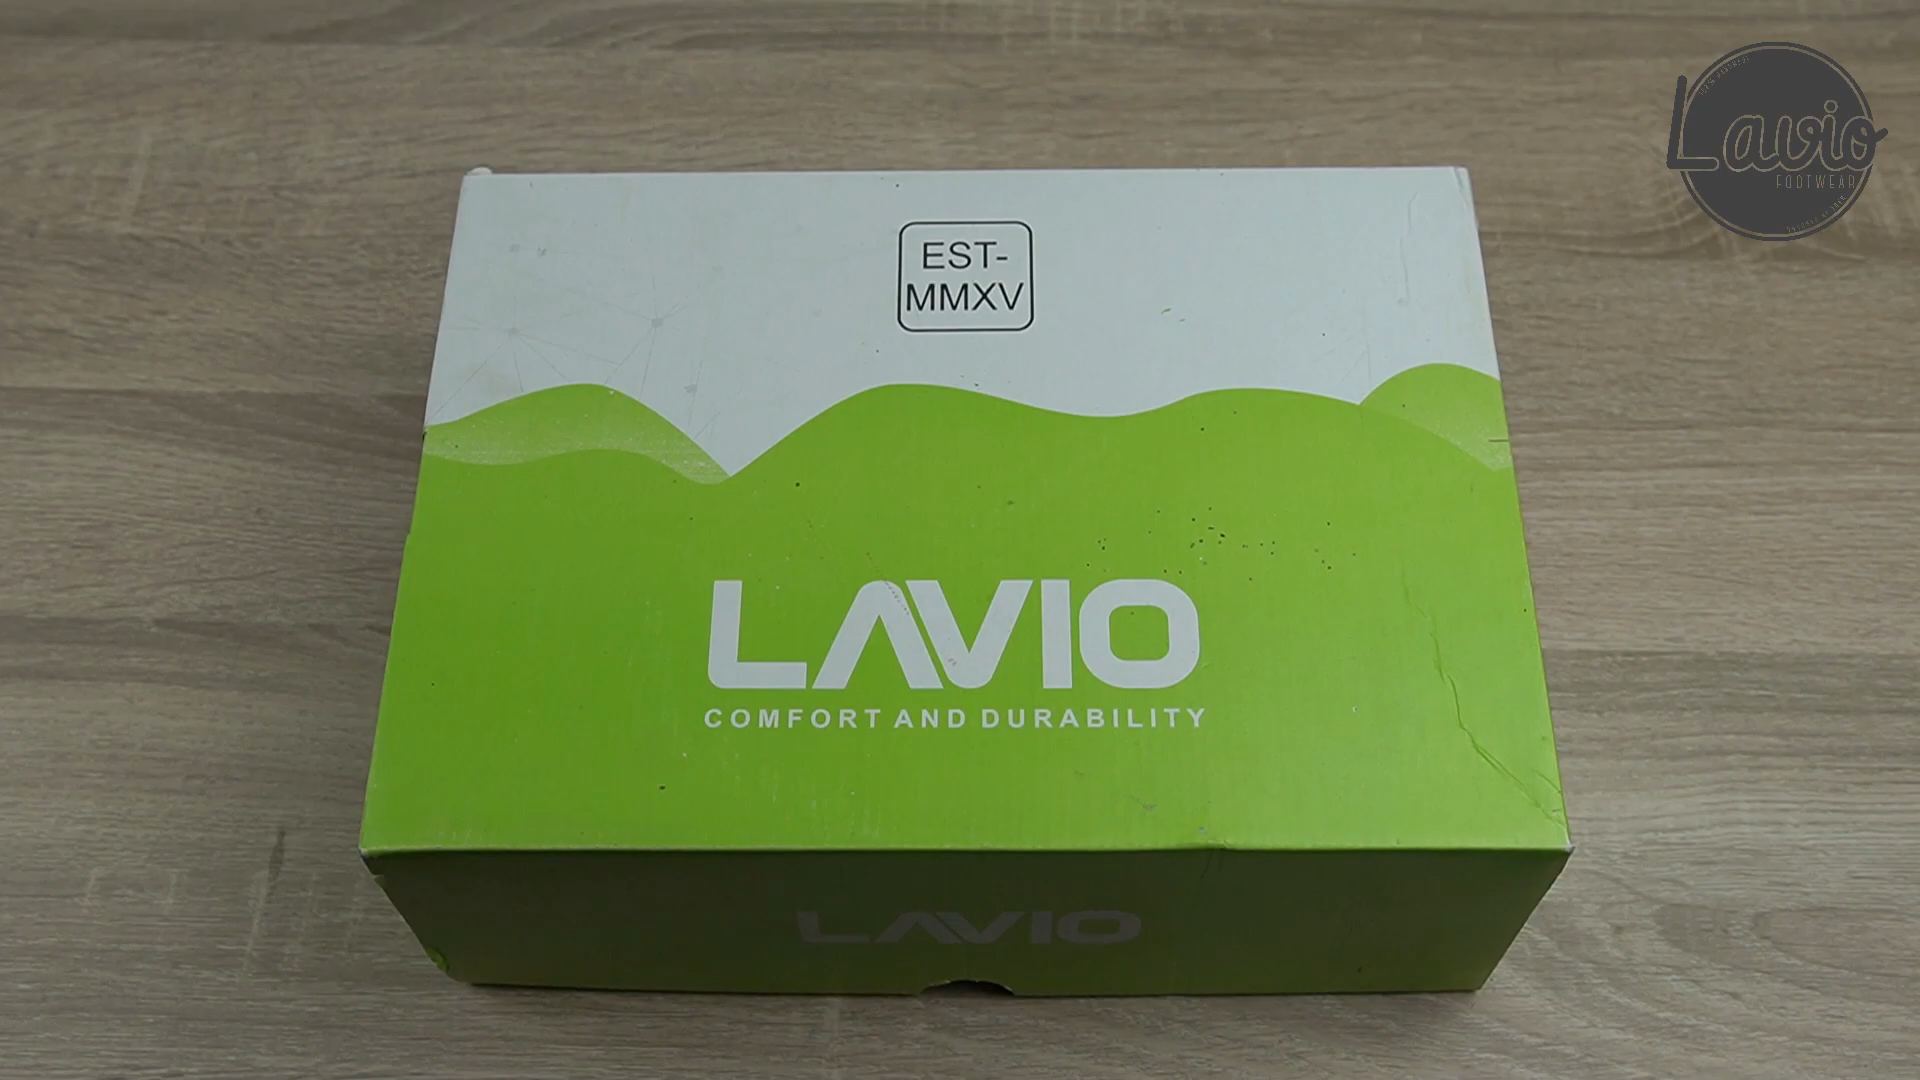 Lavio
FOOTWEAR
EST-
MMXV
LAVIO
COMFORT AND DURABILITY
LAVIO